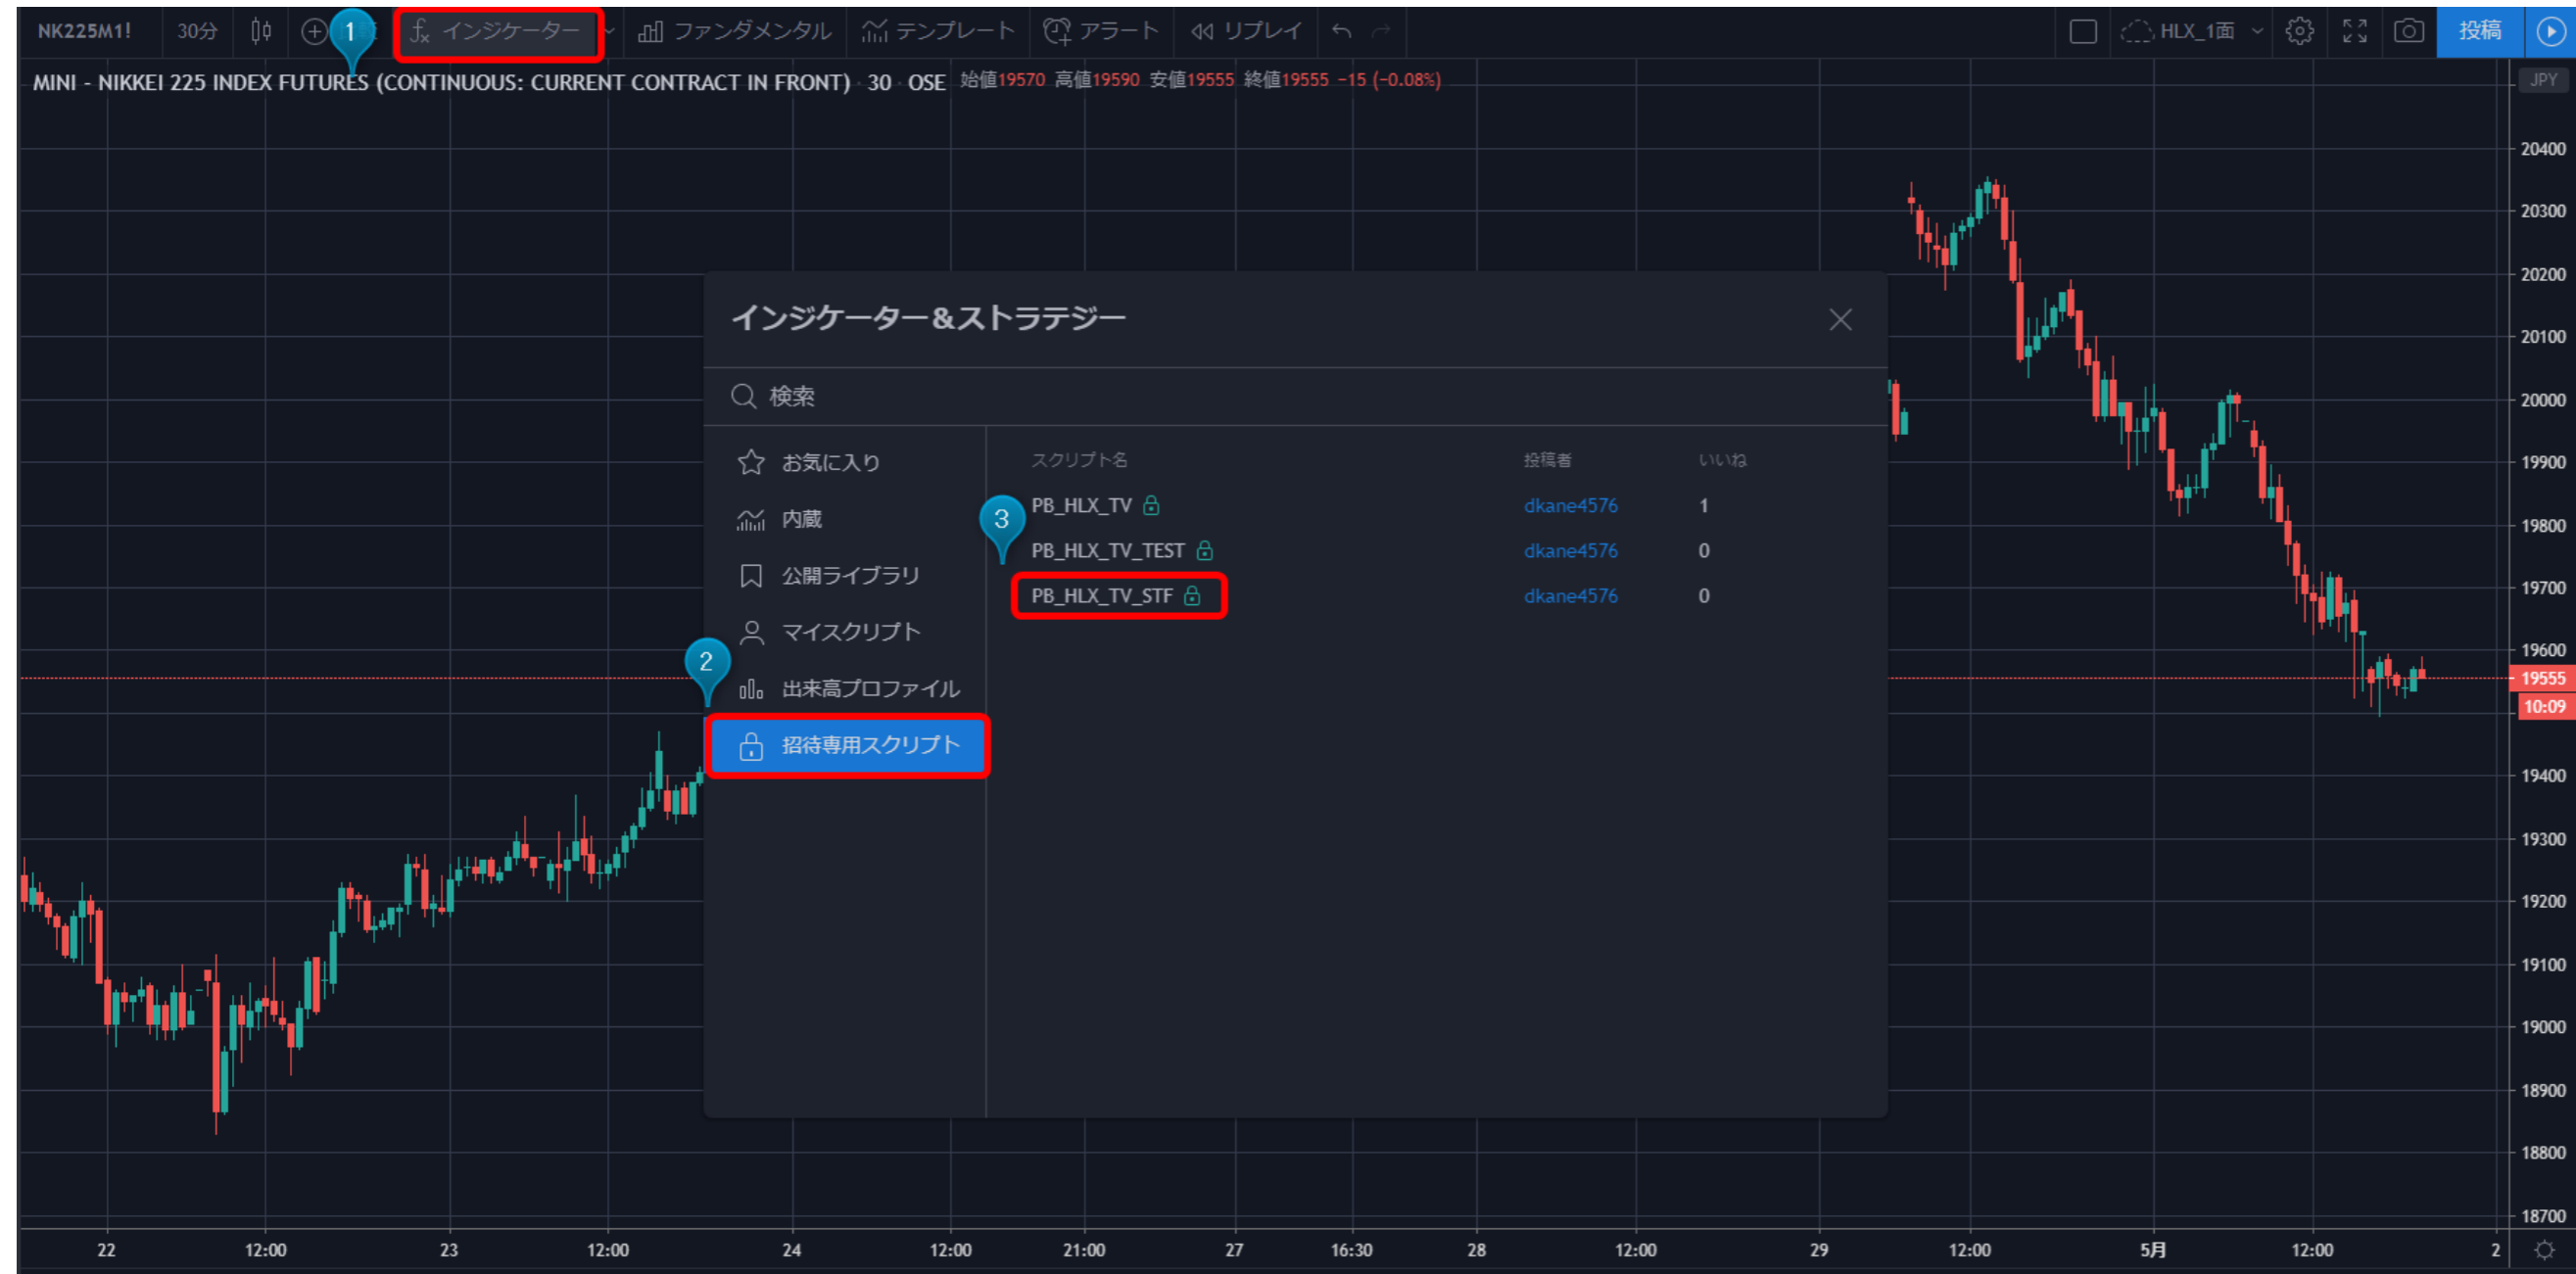 NK225M1! 30分 1 インジケーター ファンダメンタル テンプレート アラート リプレイ HLX_1面 投稿
MINI - NIKKEI 225 INDEX FUTURES (CONTINUOUS: CURRENT CONTRACT IN FRONT) · 30 · OSE 始値19570 高値19590 安値19555 終値19555 -15 (-0.08%)
JPY
20400
20300
20200
20100
20000
19900
19800
19700
19600
19555
10:09
19400
19300
19200
19100
19000
18900
18800
18700
インジケーター&ストラテジー
検索
お気に入り
内蔵
公開ライブラリ
マイスクリプト
2
出来高プロファイル
招待専用スクリプト
スクリプト名 投稿者 いいね
PB_HLX_TV dkane4576 1
3
PB_HLX_TV_TEST dkane4576 0
PB_HLX_TV_STF dkane4576 0
22 12:00 23 12:00 24 12:00 21:00 27 16:30 28 12:00 29 12:00 5月 12:00 2